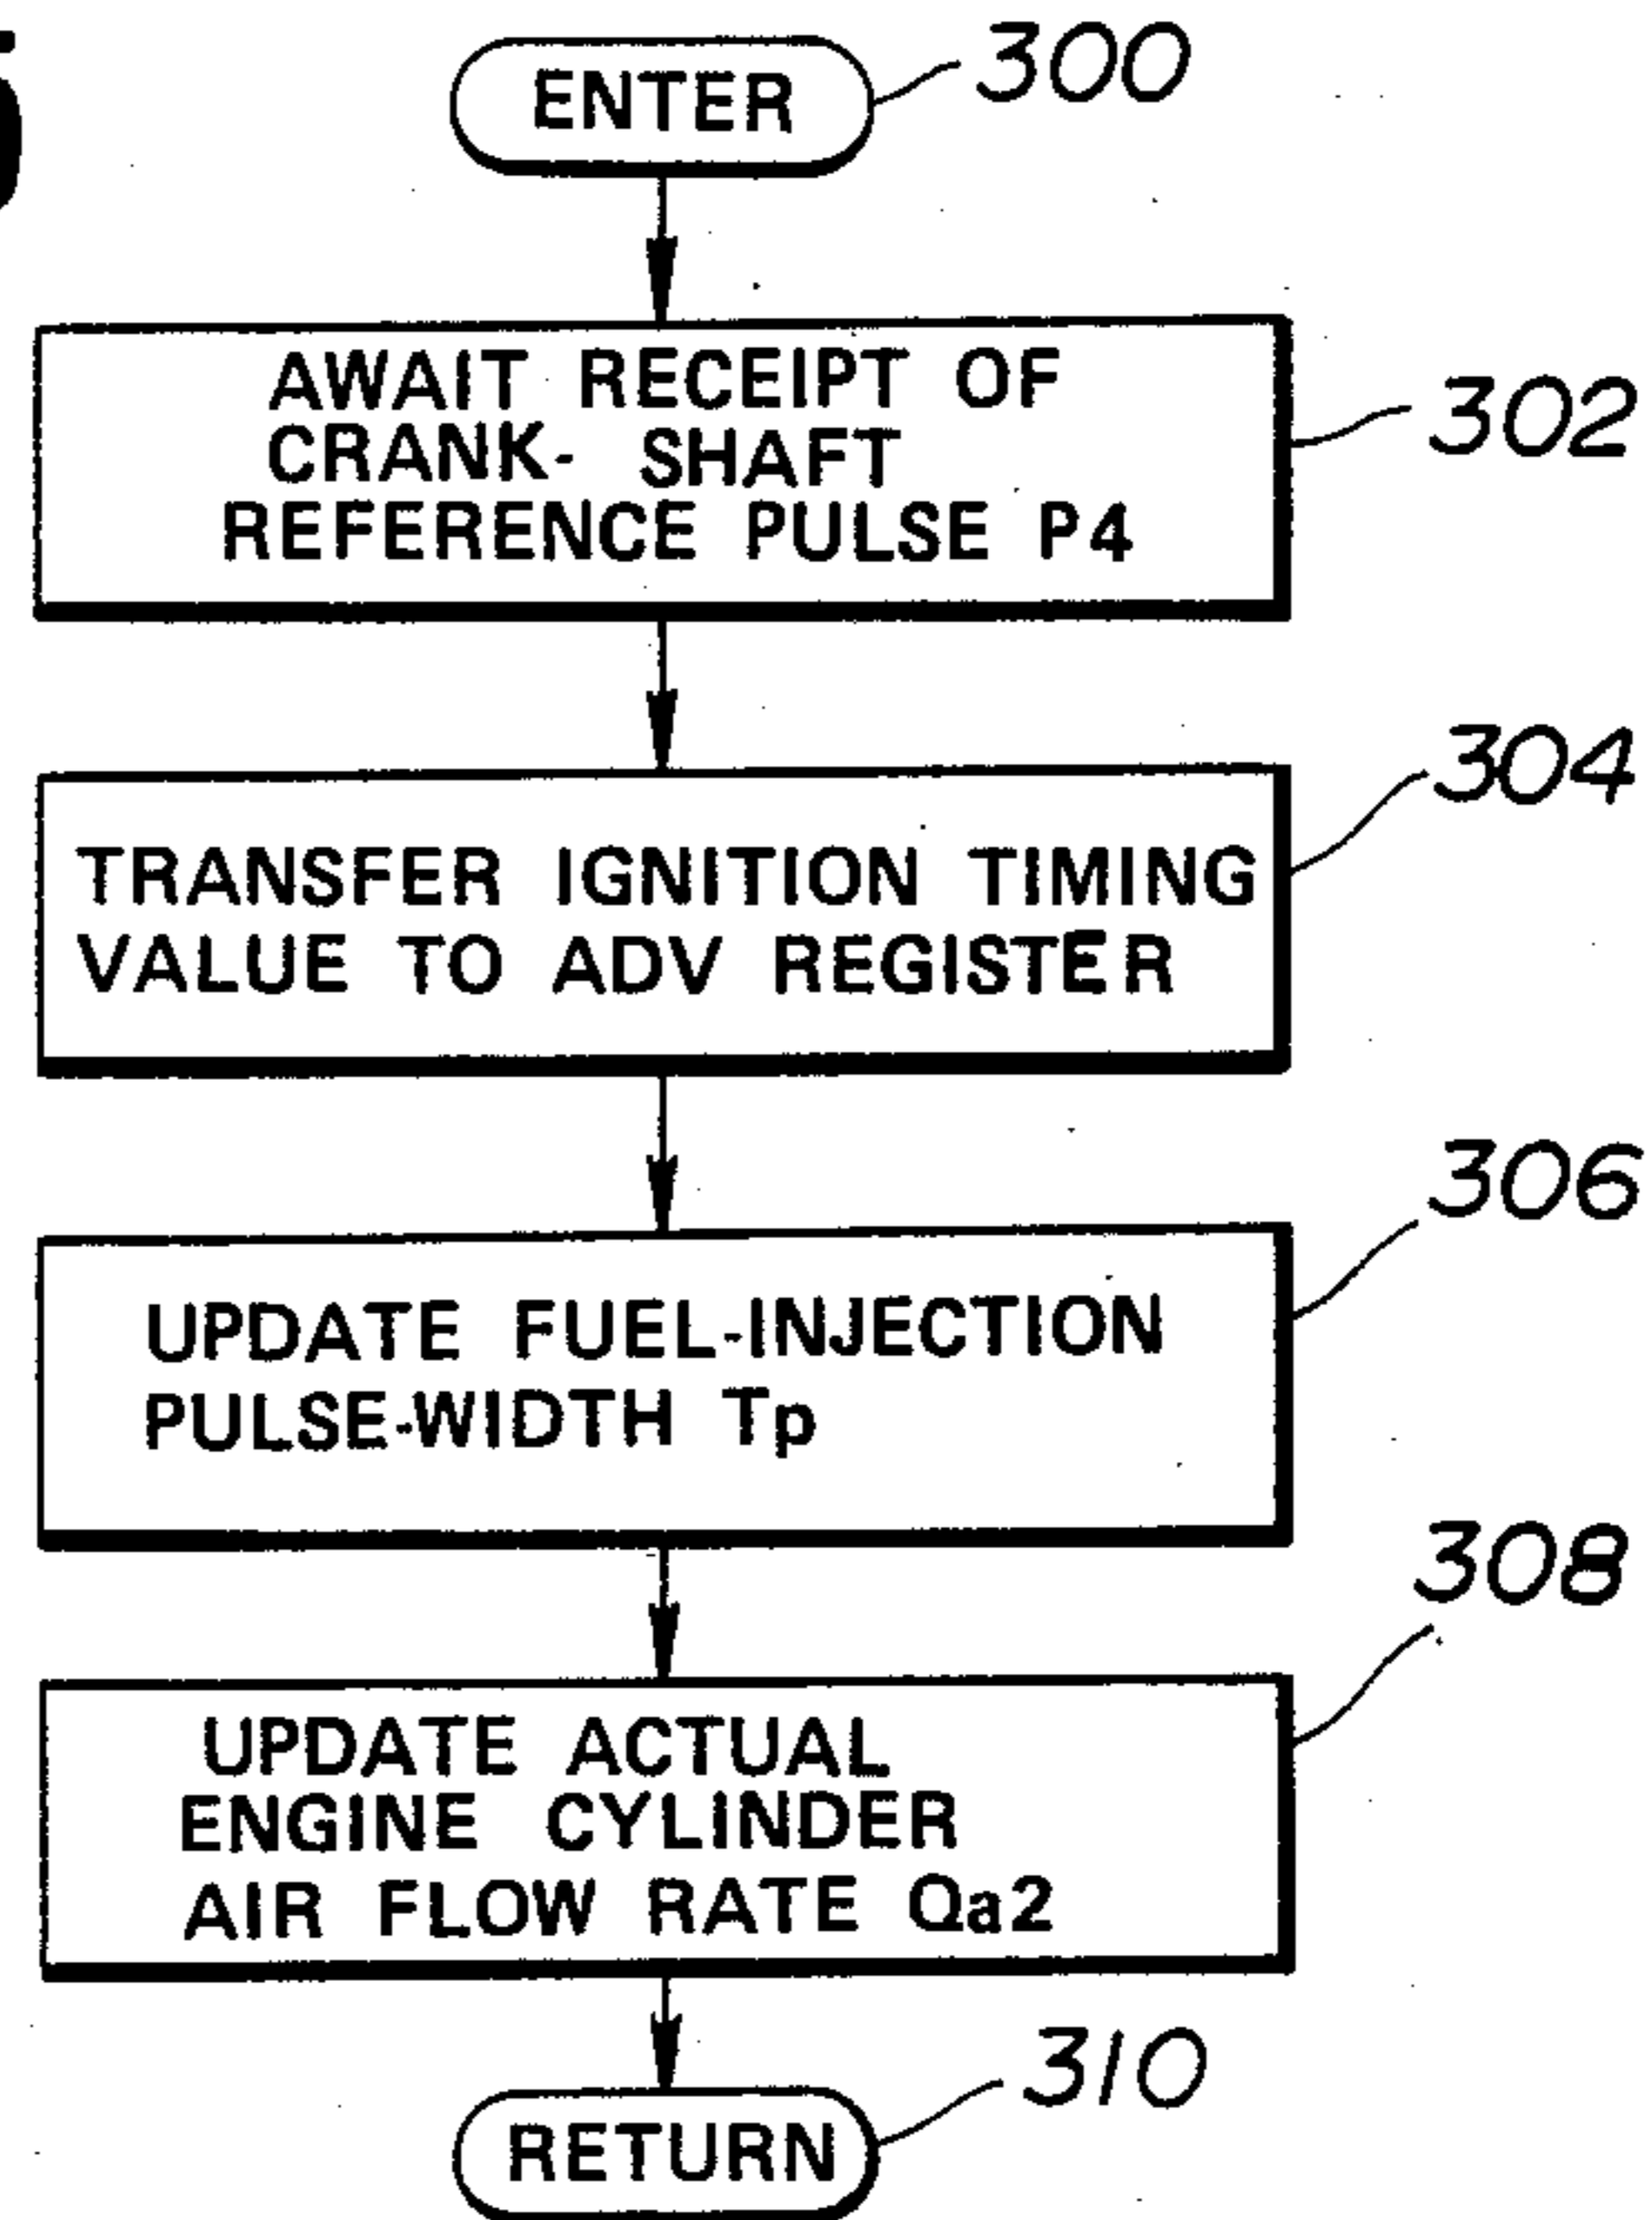 ENTER
300
AWAIT RECEIPT OF
CRANK- SHAFT
REFERENCE PULSE P4
302
TRANSFER IGNITION TIMING
VALUE TO ADV REGISTER
304
UPDATE FUEL-INJECTION
PULSE-WIDTH Tp
306
UPDATE ACTUAL
ENGINE CYLINDER
AIR FLOW RATE Qa2
308
RETURN
310